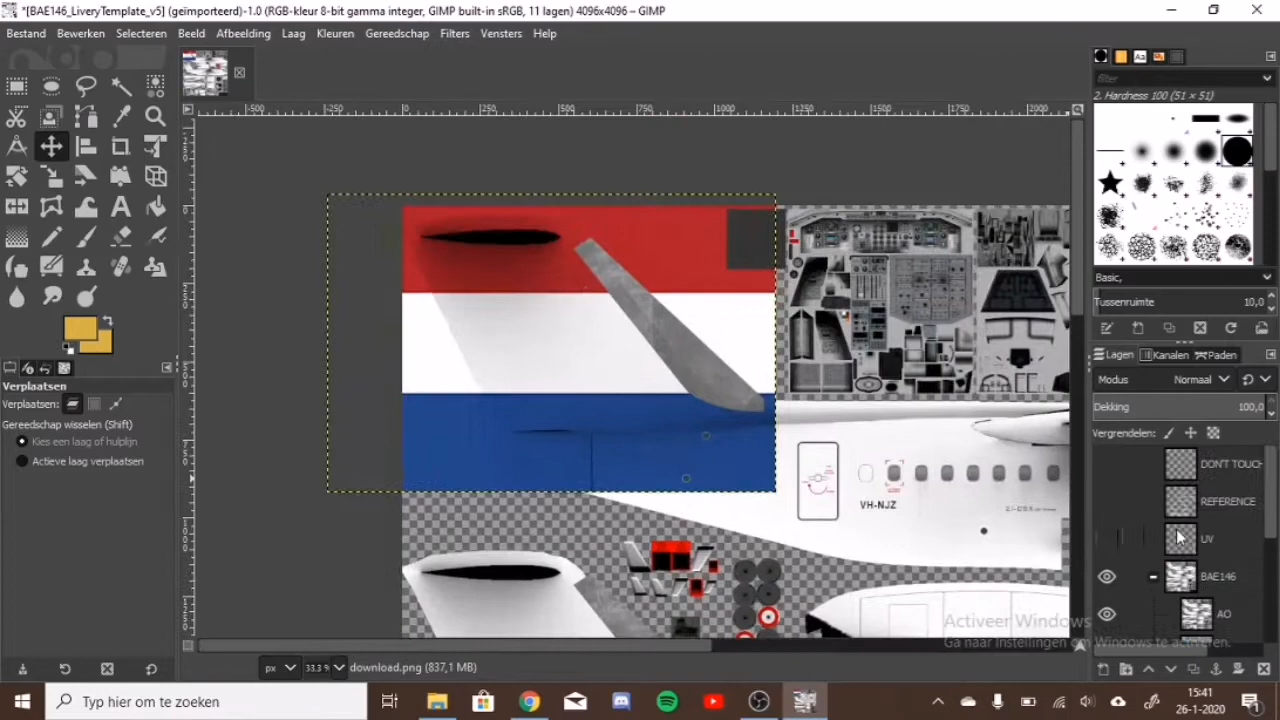 *[BAE146_LiveryTemplate_v5] (geïmporteerd)-1.0 (RGB-kleur 8-bit gamma integer, GIMP built-in sRGB, 11 lagen) 4096x4096 – GIMP
Bestand Bewerken Selecteren Beeld Afbeelding Laag Kleuren Gereedschap Filters Vensters Help
filter
2. Hardness 100 (51 × 51)
Basic,
Tussenruimte 10,0
Lagen Kanalen Paden
Modus Normaal
Dekking 100,0
Vergrendelen:
DON'T TOUCH
REFERENCE
UV
BAE146
AO
Verplaatsen
Verplaatsen:
Gereedschap wisselen (Shift)
Kies een laag of hulplijn
Actieve laag verplaatsen
VH-NJZ
Activeer Windows
Ga naar Instellingen om Windows te activeren.
px 33,3 % download.png (837,1 MB)
Typ hier om te zoeken
15:41
26-1-2020